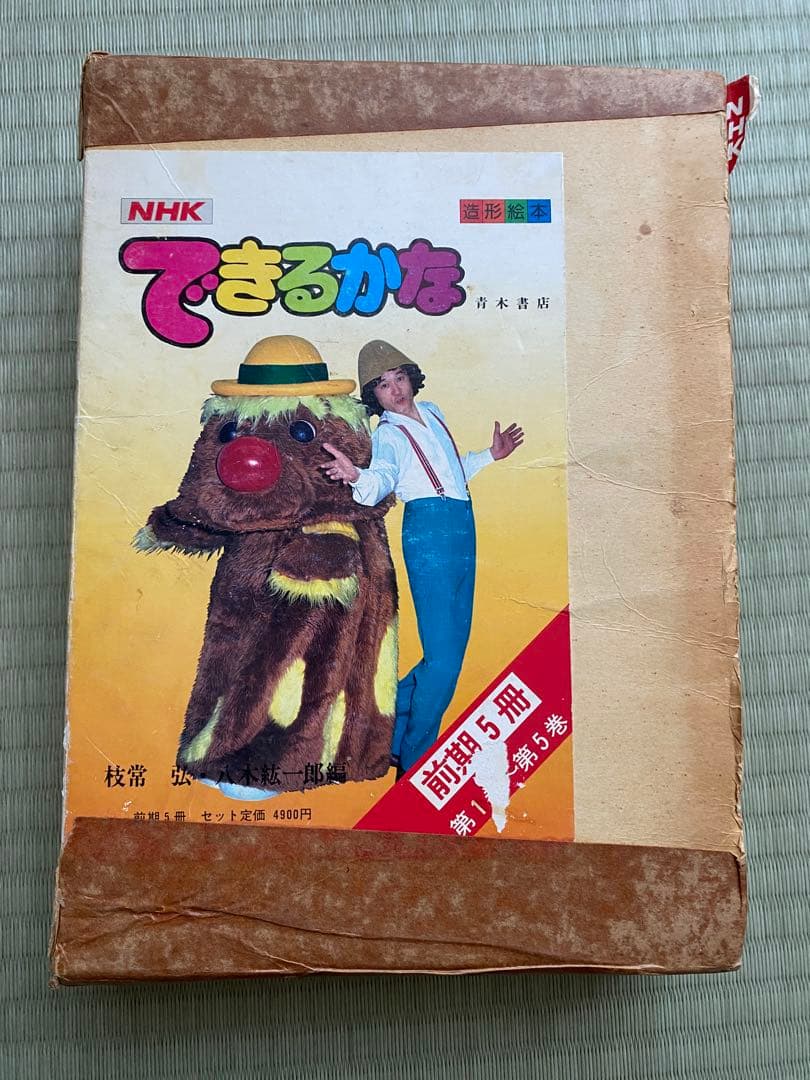 NHK
NHK
造形絵本
できるかな
青木書店
前期5冊
第1 第5巻
枝常 弘・八木紘一郎編
前期5冊 セット定価 4900円